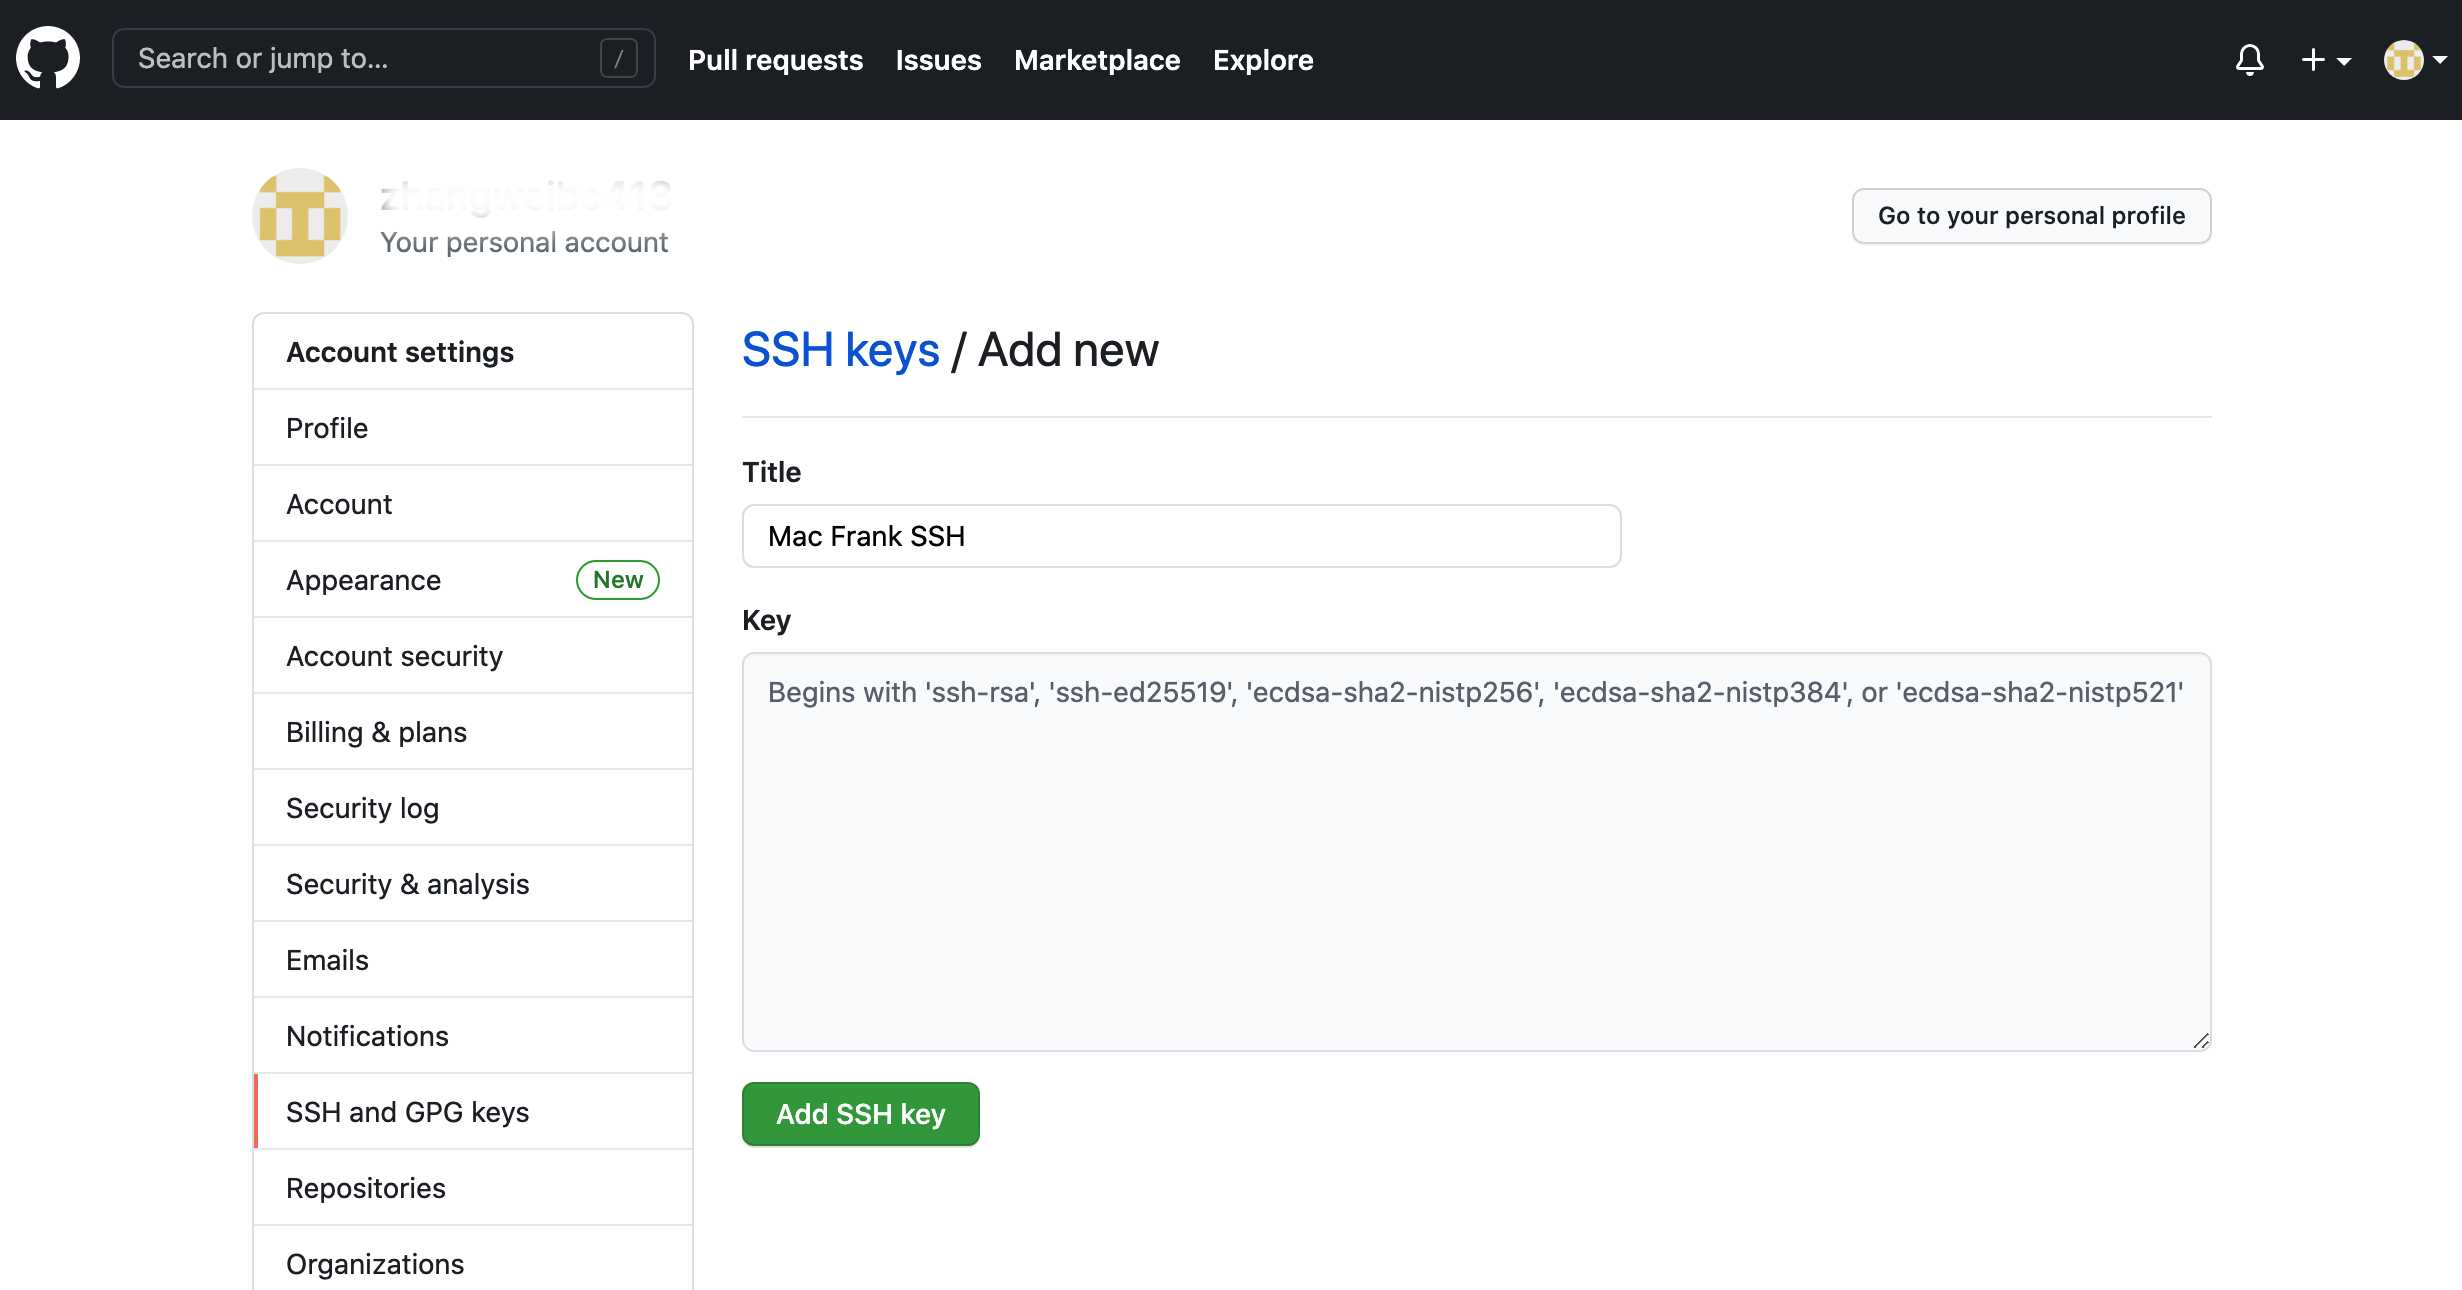 Search or jump to...
/
Pull requests
Issues
Marketplace
Explore
zhangweibo413
Your personal account
Go to your personal profile
Account settings
Profile
Account
Appearance
New
Account security
Billing & plans
Security log
Security & analysis
Emails
Notifications
SSH and GPG keys
Repositories
Organizations
SSH keys / Add new
Title
Mac Frank SSH
Key
Begins with 'ssh-rsa', 'ssh-ed25519', 'ecdsa-sha2-nistp256', 'ecdsa-sha2-nistp384', or 'ecdsa-sha2-nistp521'
Add SSH key